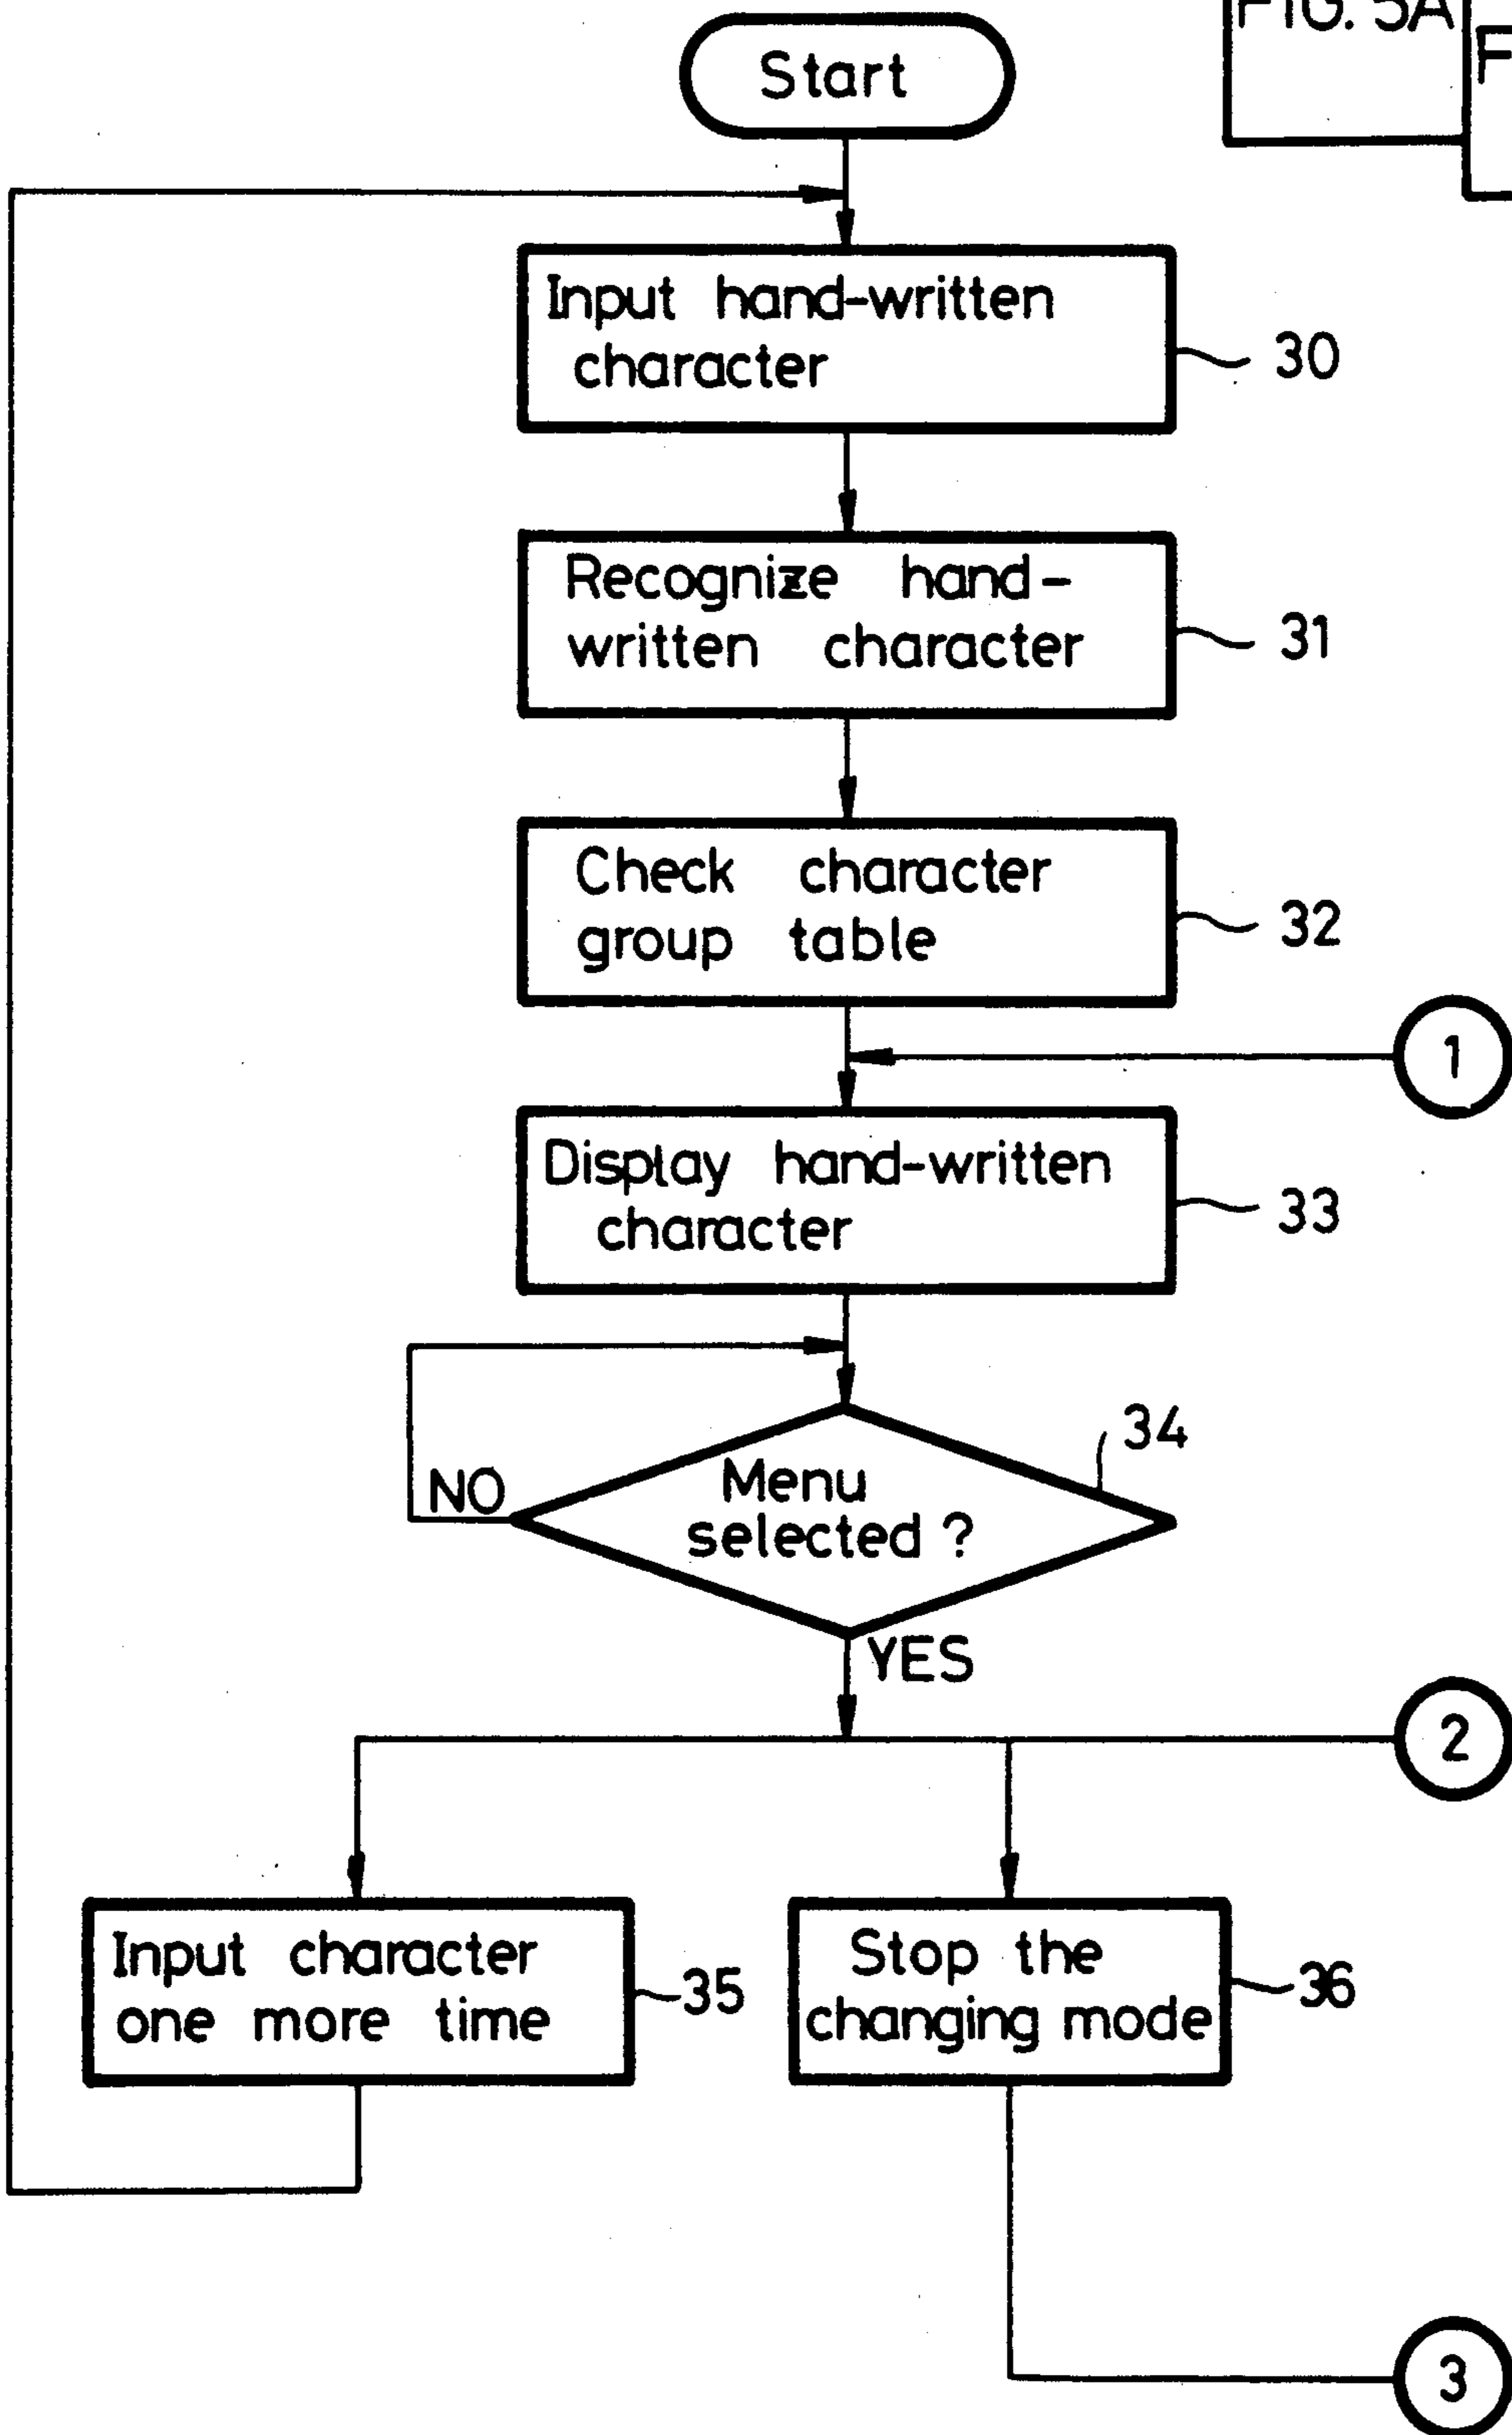 FIG. 5A
Start
Input hand-written
character
30
Recognize hand-
written character
31
Check character
group table
32
1
Display hand-written
character
33
34
Menu
selected ?
NO
YES
2
Input character
one more time
35
Stop the
changing mode
36
3